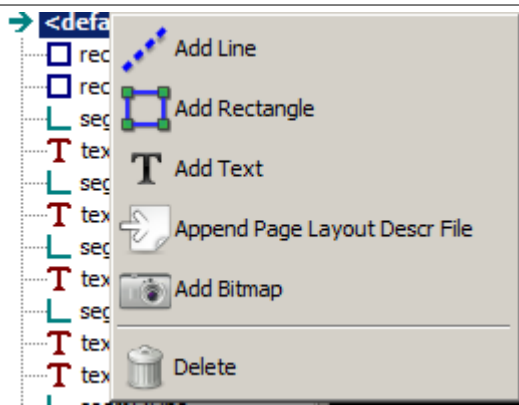 <defa
rec
Add Line
rec
seg
Add Rectangle
tex
T Add Text
seg
tex
Append Page Layout Descr File
seg
tex
Add Bitmap
seg
tex
Delete
tex